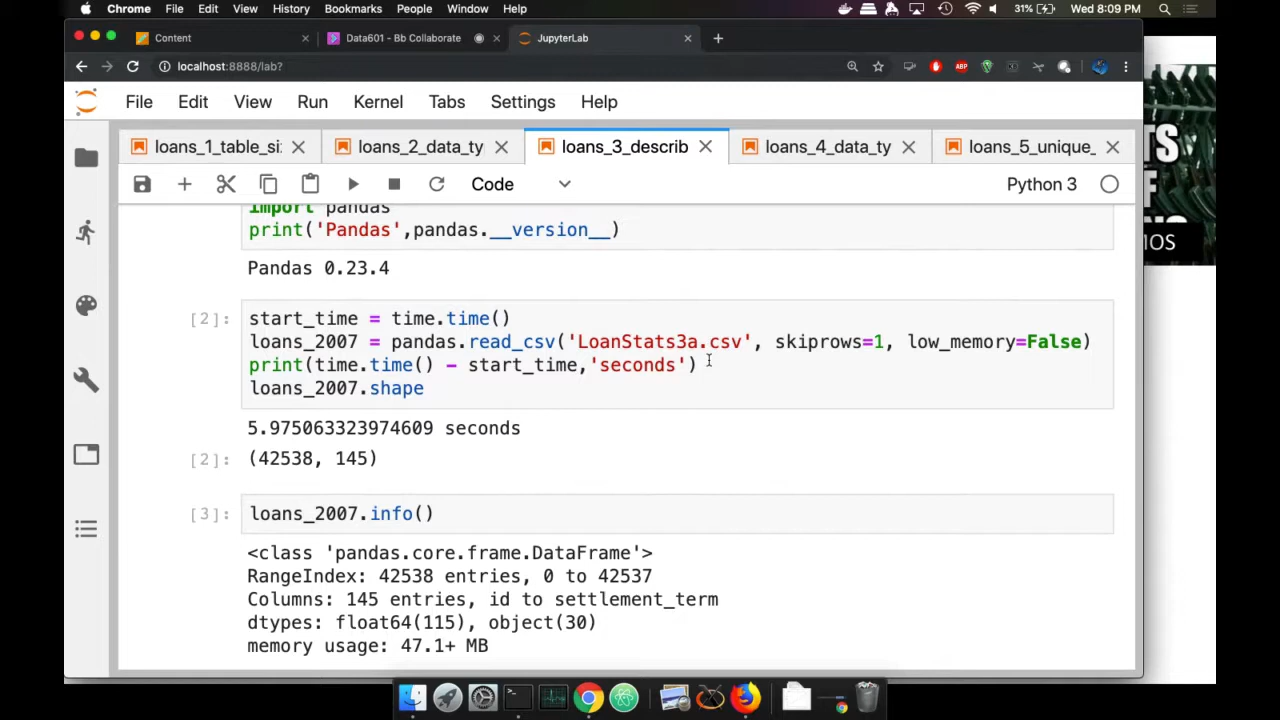 Chrome File Edit View History Bookmarks People Window Help 31% Wed 8:09 PM
Content Data601 - Bb Collaborate JupyterLab
localhost:8888/lab?
File Edit View Run Kernel Tabs Settings Help
loans_1_table_si loans_2_data_ty loans_3_describ loans_4_data_ty loans_5_unique_
Code Python 3
import pandas
print('Pandas',pandas.__version__)
Pandas 0.23.4
[2]: start_time = time.time()
loans_2007 = pandas.read_csv('LoanStats3a.csv', skiprows=1, low_memory=False)
print(time.time() - start_time,'seconds')
loans_2007.shape
5.975063323974609 seconds
[2]: (42538, 145)
[3]: loans_2007.info()
<class 'pandas.core.frame.DataFrame'>
RangeIndex: 42538 entries, 0 to 42537
Columns: 145 entries, id to settlement_term
dtypes: float64(115), object(30)
memory usage: 47.1+ MB